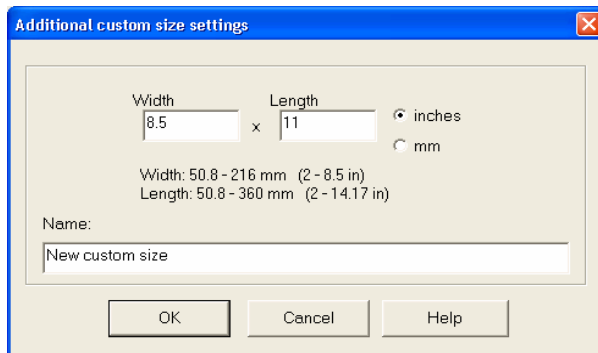 Additional custom size settings
Width Length
8.5 x 11 inches
mm
Width: 50.8 - 216 mm (2 - 8.5 in)
Length: 50.8 - 360 mm (2 - 14.17 in)
Name:
New custom size
OK Cancel Help